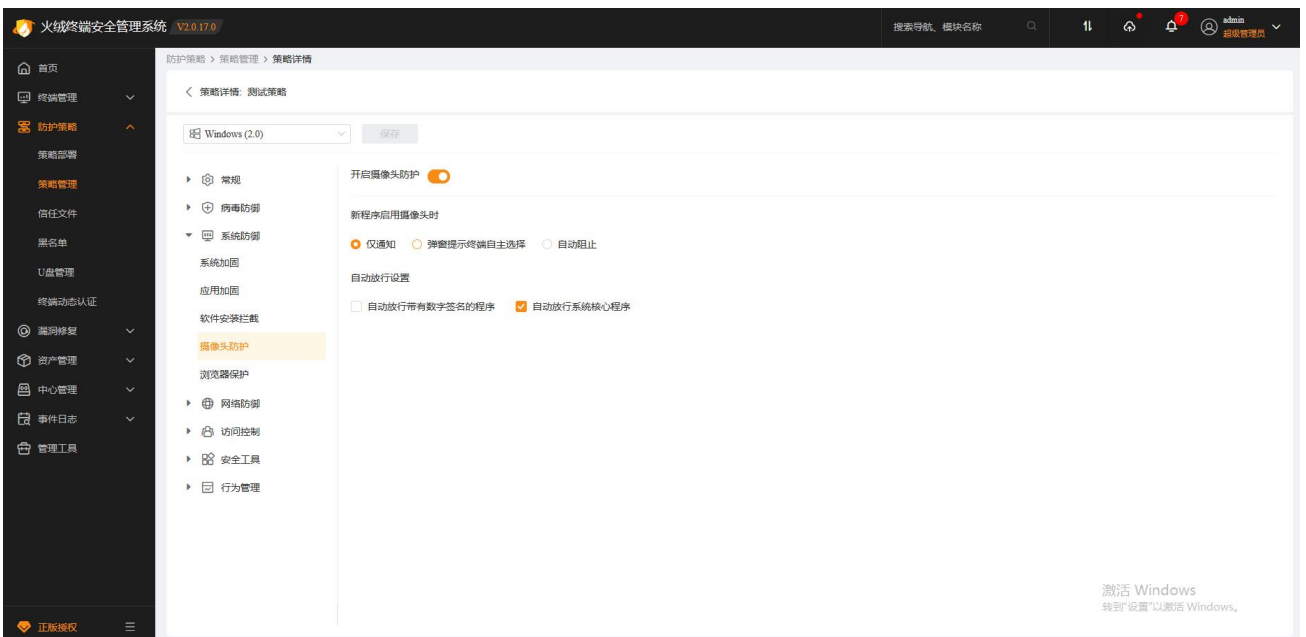 火绒终端安全管理系统 V2.0.17.0
搜索导航、模块名称
7
admin
超级管理员
首页
终端管理
防护策略
策略部署
策略管理
信任文件
黑名单
U盘管理
终端动态认证
漏洞修复
资产管理
中心管理
事件日志
管理工具
正版授权
防护策略 > 策略管理 > 策略详情
策略详情: 测试策略
Windows (2.0)
保存
常规
病毒防御
系统防御
系统加固
应用加固
软件安装拦截
摄像头防护
浏览器保护
网络防御
访问控制
安全工具
行为管理
开启摄像头防护
新程序启用摄像头时
仅通知 弹窗提示终端自主选择 自动阻止
自动放行设置
自动放行带有数字签名的程序 自动放行系统核心程序
激活 Windows
转到"设置"以激活 Windows。